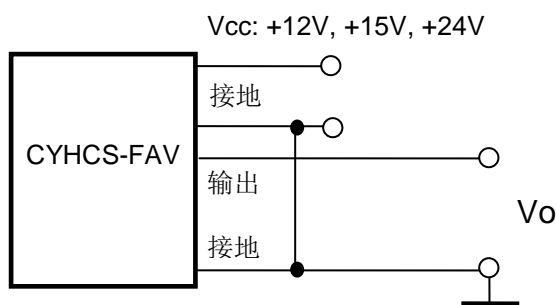 Vcc: +12V, +15V, +24V
接地
CYHCS-FAV
输出
Vo
接地